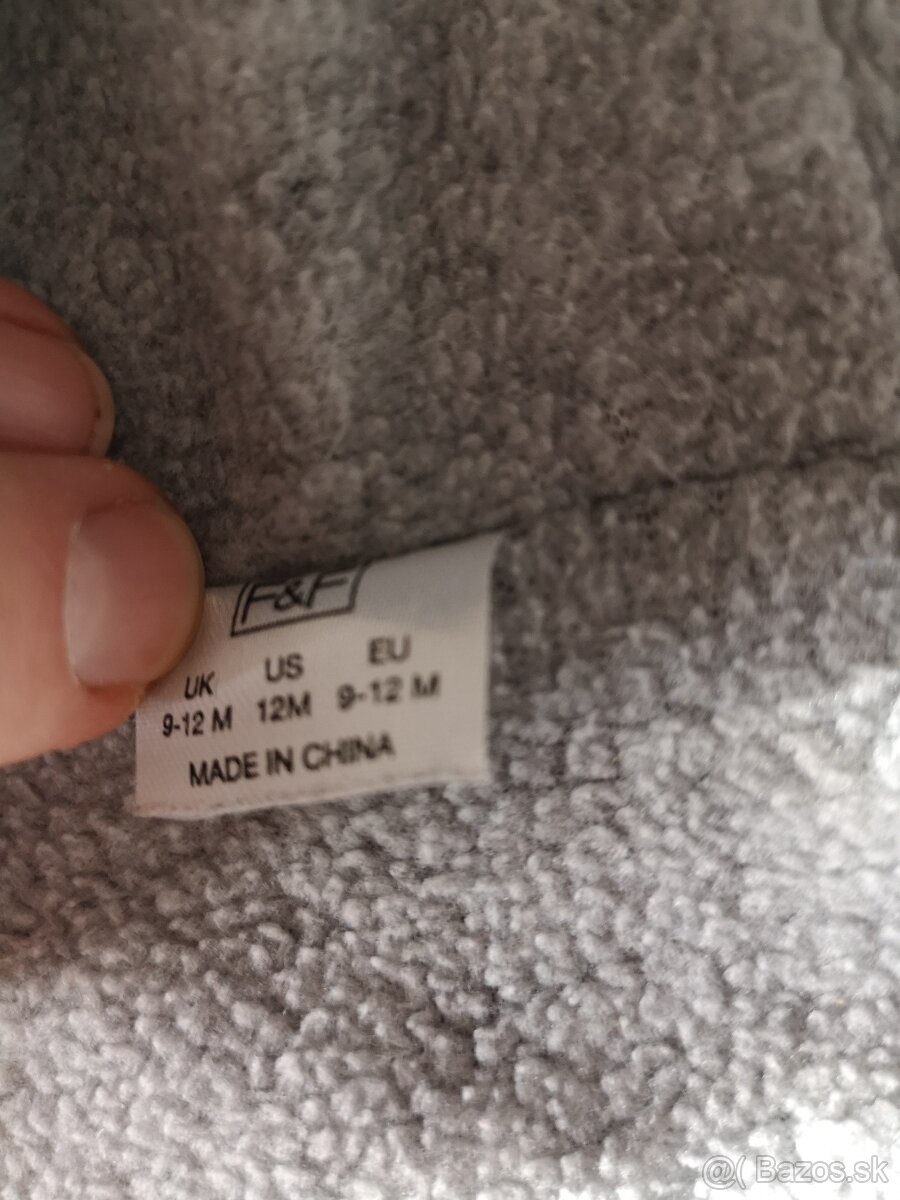 F&F
UK US EU
9-12 M 12M 9-12 M
MADE IN CHINA
@( Bazos.sk